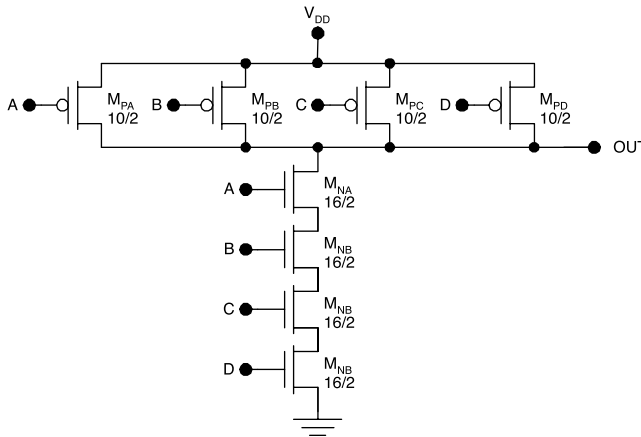 V_DD
A M_PA 10/2 B M_PB 10/2 C M_PC 10/2 D M_PD 10/2
OU
A M_NA 16/2
B M_NB 16/2
C M_NB 16/2
D M_NB 16/2